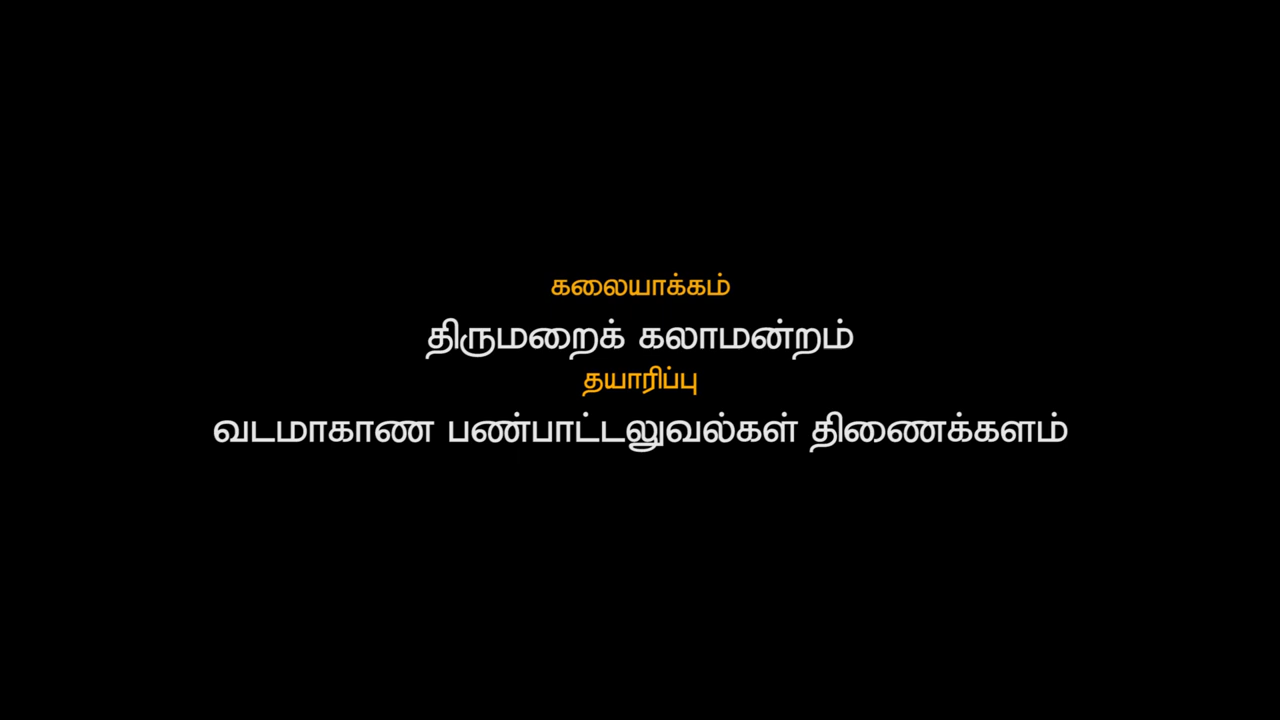 கலையாக்கம்
திருமறைக் கலாமன்றம்
தயாரிப்பு
வடமாகாண பண்பாட்டலுவல்கள் திணைக்களம்